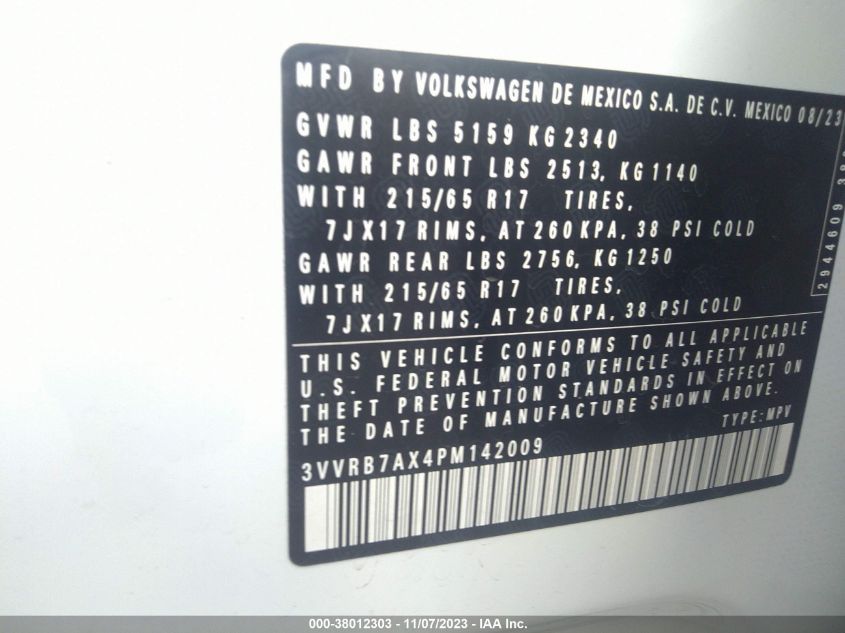 MFD BY VOLKSWAGEN DE MEXICO S.A. DE C.V. MEXICO 08/23
GVWR LBS 5159 KG 2340
GAWR FRONT LBS 2513, KG 1140
WITH 215/65 R17 TIRES,
7JX17 RIMS, AT 260 KPA, 38 PSI COLD
GAWR REAR LBS 2756, KG 1250
WITH 215/65 R17 TIRES,
7JX17 RIMS, AT 260 KPA, 38 PSI COLD
THIS VEHICLE CONFORMS TO ALL APPLICABLE
U.S. FEDERAL MOTOR VEHICLE SAFETY AND
THEFT PREVENTION STANDARDS IN EFFECT ON
THE DATE OF MANUFACTURE SHOWN ABOVE.
TYPE: MPV
3VVRB7AX4PM142009
2944609
000-38012303 - 11/07/2023 - IAA Inc.